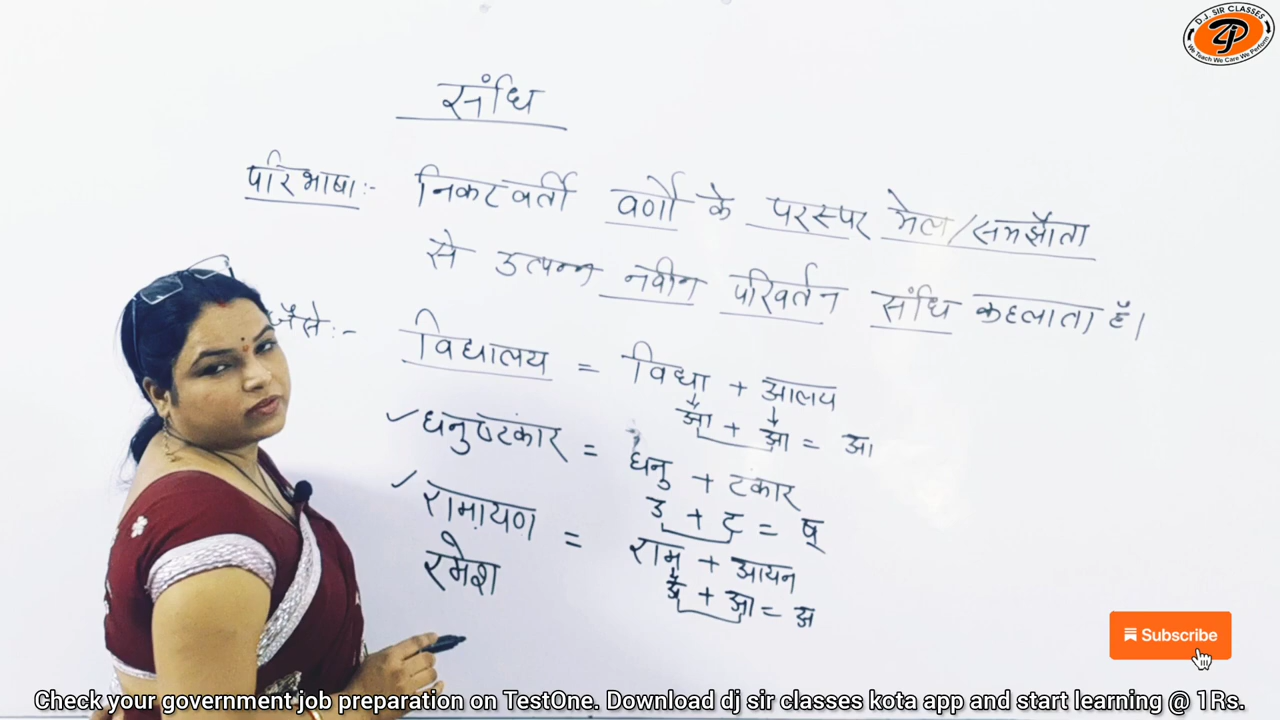 D.J. SIR CLASSES
We Teach We Care We Perform
संधि
परिभाषा:- निकटवर्ती वर्णों के परस्पर मेल/समझौता
से उत्पन्न नवीन परिवर्तन संधि कहलाता है।
जैसे:- विद्यालय = विद्या + आलय
आ + आ = आ
धनुष्टंकार = धनु + टंकार
उ + ट् = ष्
रामायण = राम + आयन
अ + आ = अ
रमेश
Subscribe
Check your government job preparation on TestOne. Download dj sir classes kota app and start learning @ 1Rs.